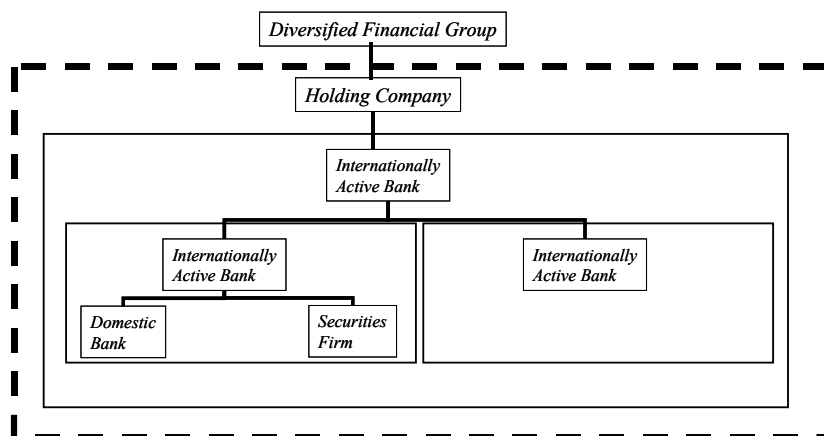 Diversified Financial Group
Holding Company
Internationally
Active Bank
Internationally
Active Bank
Internationally
Active Bank
Domestic
Bank
Securities
Firm